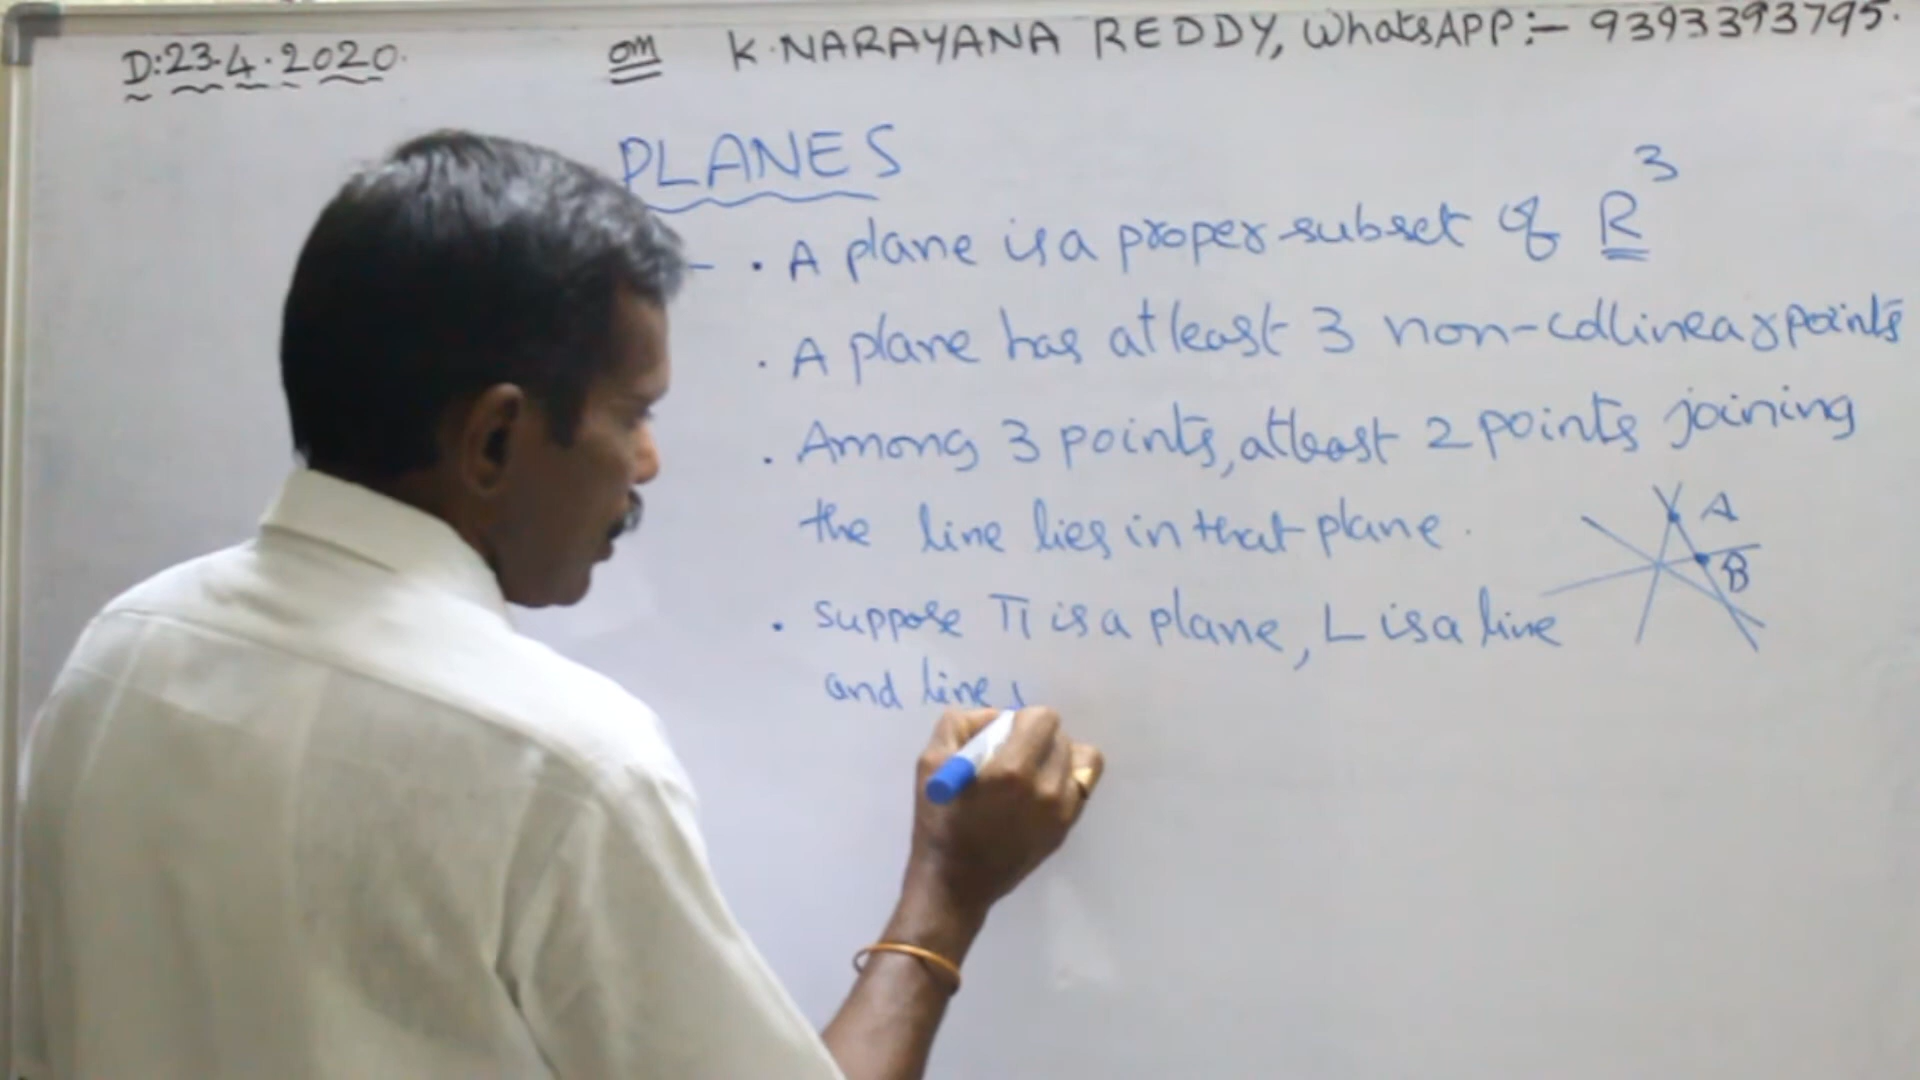 D:23.4.2020.
om K.NARAYANA REDDY, WhatsAPP:- 9393393795.
PLANES
- . A plane is a proper subset of R³
. A plane has atleast 3 non-collinear points
. Among 3 points, atleast 2 points joining
the line lies in that plane.
A
B
. suppose π is a plane, L is a line
and line